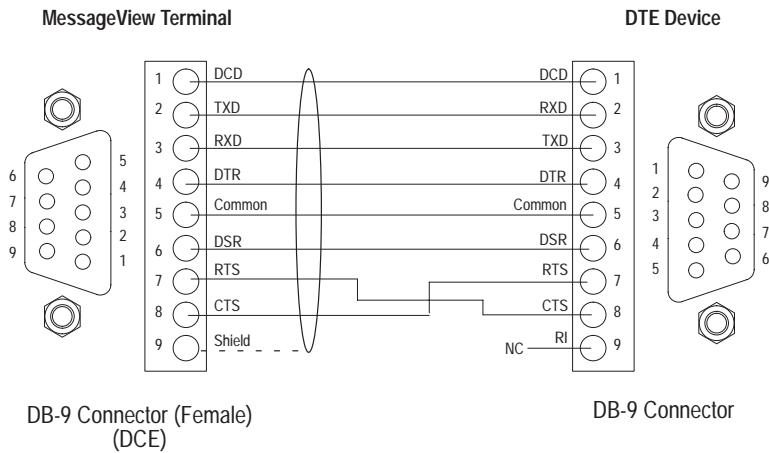 MessageView Terminal
DTE Device
1 DCD DCD 1
2 TXD RXD 2
3 RXD TXD 3
4 DTR DTR 4
5 Common Common 5
6 DSR DSR 6
7 RTS RTS 7
8 CTS CTS 8
9 Shield NC RI 9
6
7
8
9
5
4
3
2
1
1
2
3
4
5
9
8
7
6
DB-9 Connector (Female)
(DCE)
DB-9 Connector